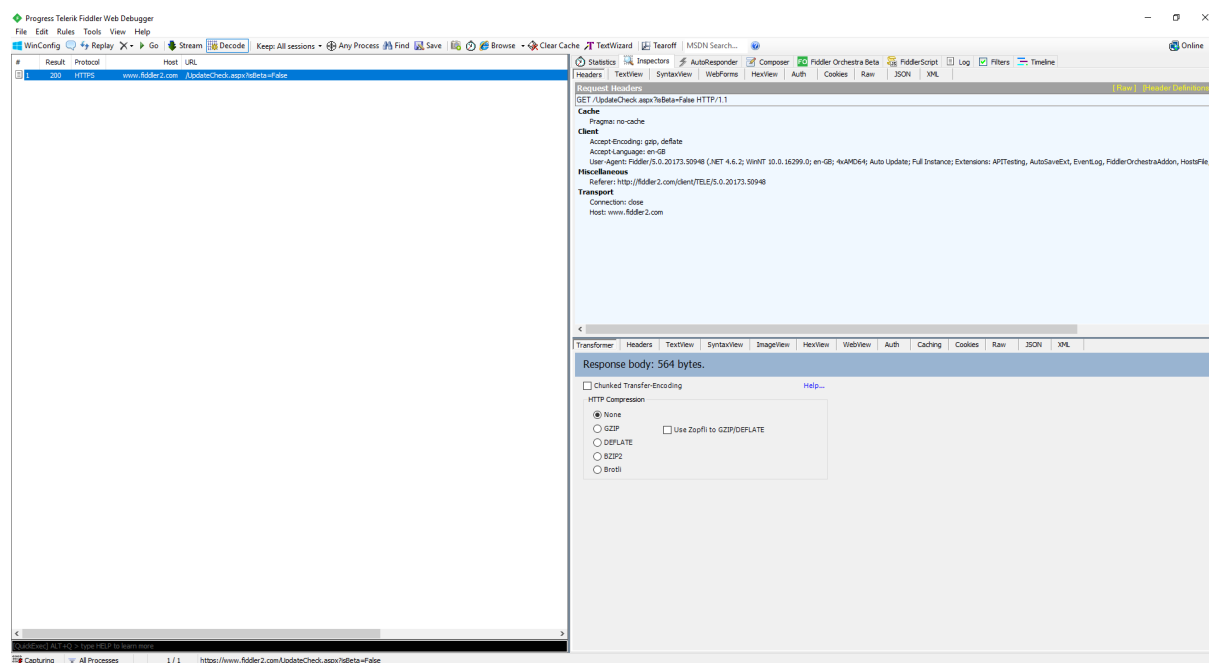 Progress Telerik Fiddler Web Debugger
File Edit Rules Tools View Help
WinConfig Replay Go Stream Decode Keep: All sessions Any Process Find Save Browse Clear Cache TextWizard Tearoff MSDN Search... Online
# Result Protocol Host URL
1 200 HTTPS www.fiddler2.com /UpdateCheck.aspx?isBeta=False
[QuickExec] ALT+Q > type HELP to learn more
Capturing All Processes 1 / 1 https://www.fiddler2.com/UpdateCheck.aspx?isBeta=False
Statistics Inspectors AutoResponder Composer FO Fiddler Orchestra Beta FiddlerScript Log Filters Timeline
Headers TextView SyntaxView WebForms HexView Auth Cookies Raw JSON XML
Request Headers [ Raw ] [Header Definitions
GET /UpdateCheck.aspx?isBeta=False HTTP/1.1
Cache
Pragma: no-cache
Client
Accept-Encoding: gzip, deflate
Accept-Language: en-GB
User-Agent: Fiddler/5.0.20173.50948 (.NET 4.6.2; WinNT 10.0.16299.0; en-GB; 4xAMD64; Auto Update; Full Instance; Extensions: APITesting, AutoSaveExt, EventLog, FiddlerOrchestraAddon, HostsFile,
Miscellaneous
Referer: http://fiddler2.com/client/TELE/5.0.20173.50948
Transport
Connection: close
Host: www.fiddler2.com
Transformer Headers TextView SyntaxView ImageView HexView WebView Auth Caching Cookies Raw JSON XML
Response body: 564 bytes.
Chunked Transfer-Encoding Help...
HTTP Compression
None
GZIP Use Zopfli to GZIP/DEFLATE
DEFLATE
BZIP2
Brotli